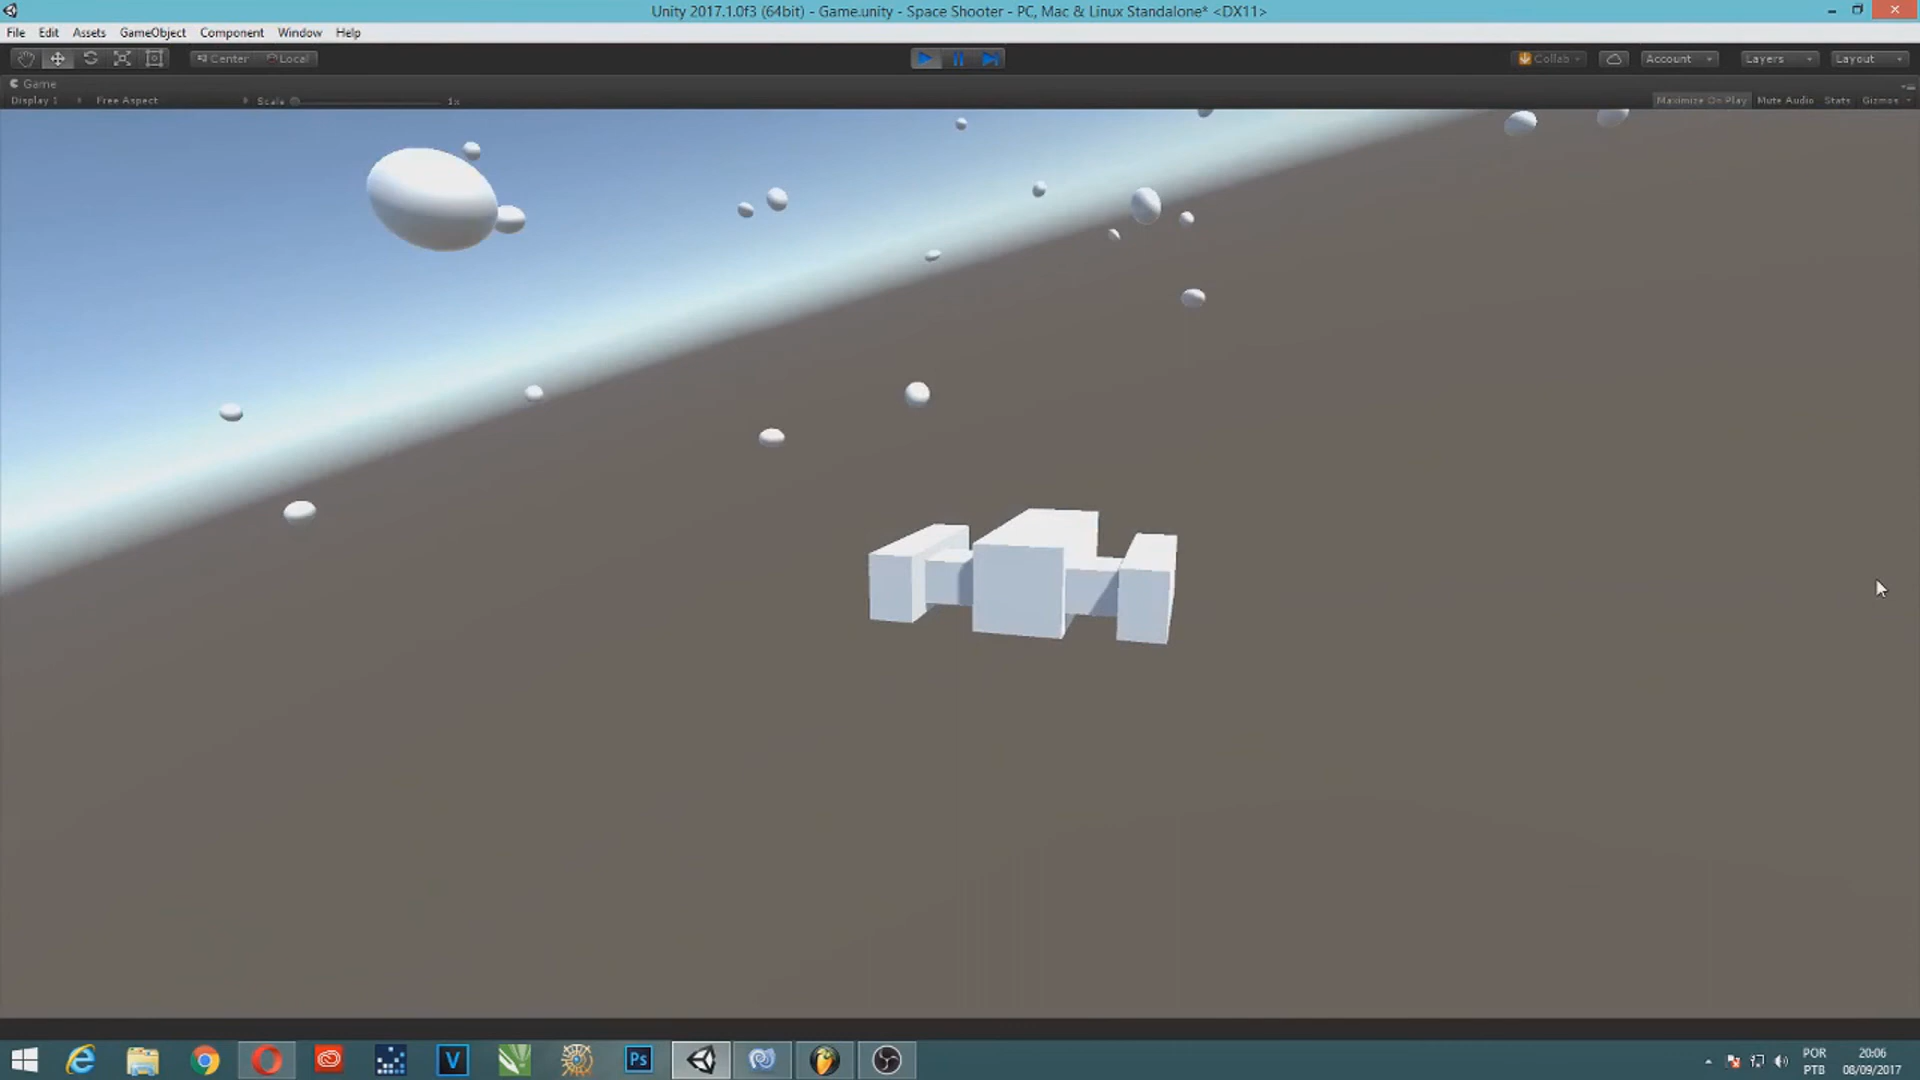 Unity 2017.1.0f3 (64bit) - Game.unity - Space Shooter - PC, Mac & Linux Standalone* <DX11>
File Edit Assets GameObject Component Window Help
Center Local Collab Account Layers Layout
Game
Display 1 Free Aspect Scale 1x Maximize On Play Mute Audio Stats Gizmos
V Ps POR 20:06
PTB 08/09/2017